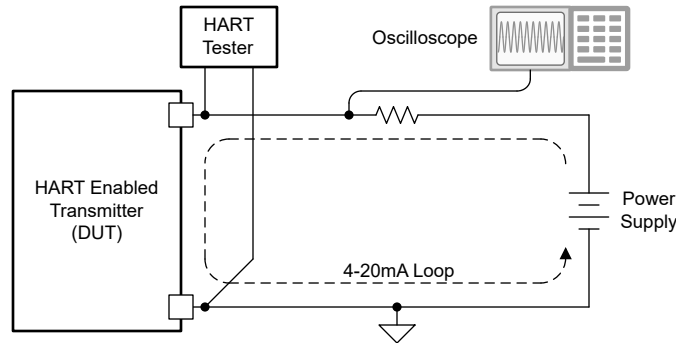 HART
Tester
Oscilloscope
HART Enabled
Transmitter
(DUT)
Power
Supply
4-20mA Loop